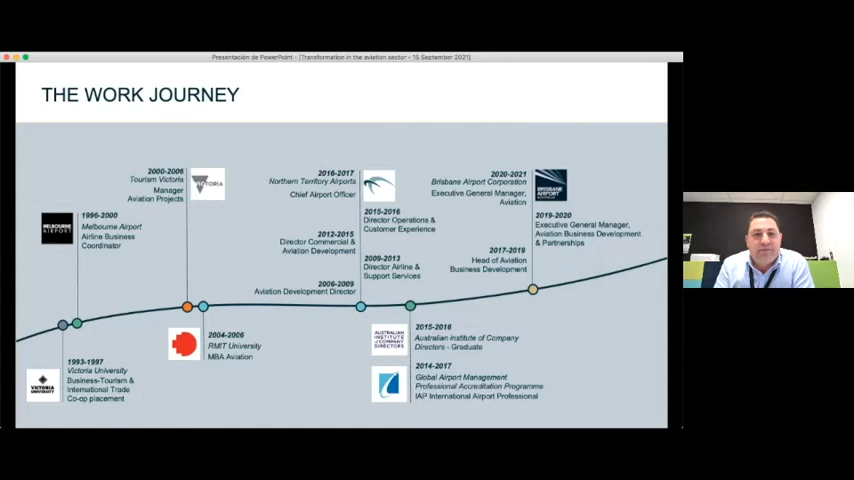 Presentación de PowerPoint - [Transformation in the aviation sector - 15 September 2021]
THE WORK JOURNEY
2000-2006
Tourism Victoria
Manager
Aviation Projects
VICTORIA
2016-2017
Northern Territory Airports
Chief Airport Officer
2020-2021
Brisbane Airport Corporation
Executive General Manager,
Aviation
BRISBANE
AIRPORT
MELBOURNE
AIRPORT
1996-2000
Melbourne Airport
Airline Business
Coordinator
2015-2016
Director Operations &
Customer Experience
2019-2020
Executive General Manager,
Aviation Business Development
& Partnerships
2012-2015
Director Commercial &
Aviation Development
2009-2013
Director Airline &
Support Services
2017-2019
Head of Aviation
Business Development
2006-2009
Aviation Development Director
2004-2006
RMIT University
MBA Aviation
AUSTRALIAN
INSTITUTE
of COMPANY
DIRECTORS
2015-2016
Australian Institute of Company
Directors - Graduate
VICTORIA
UNIVERSITY
1993-1997
Victoria University
Business-Tourism &
International Trade
Co-op placement
2014-2017
Global Airport Management
Professional Accreditation Programme
IAP International Airport Professional